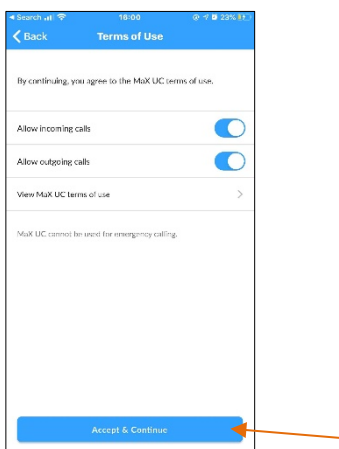 Search 18:00 23%
Back Terms of Use
By continuing, you agree to the MaX UC terms of use.
Allow incoming calls
Allow outgoing calls
View MaX UC terms of use
MaX UC cannot be used for emergency calling.
Accept & Continue